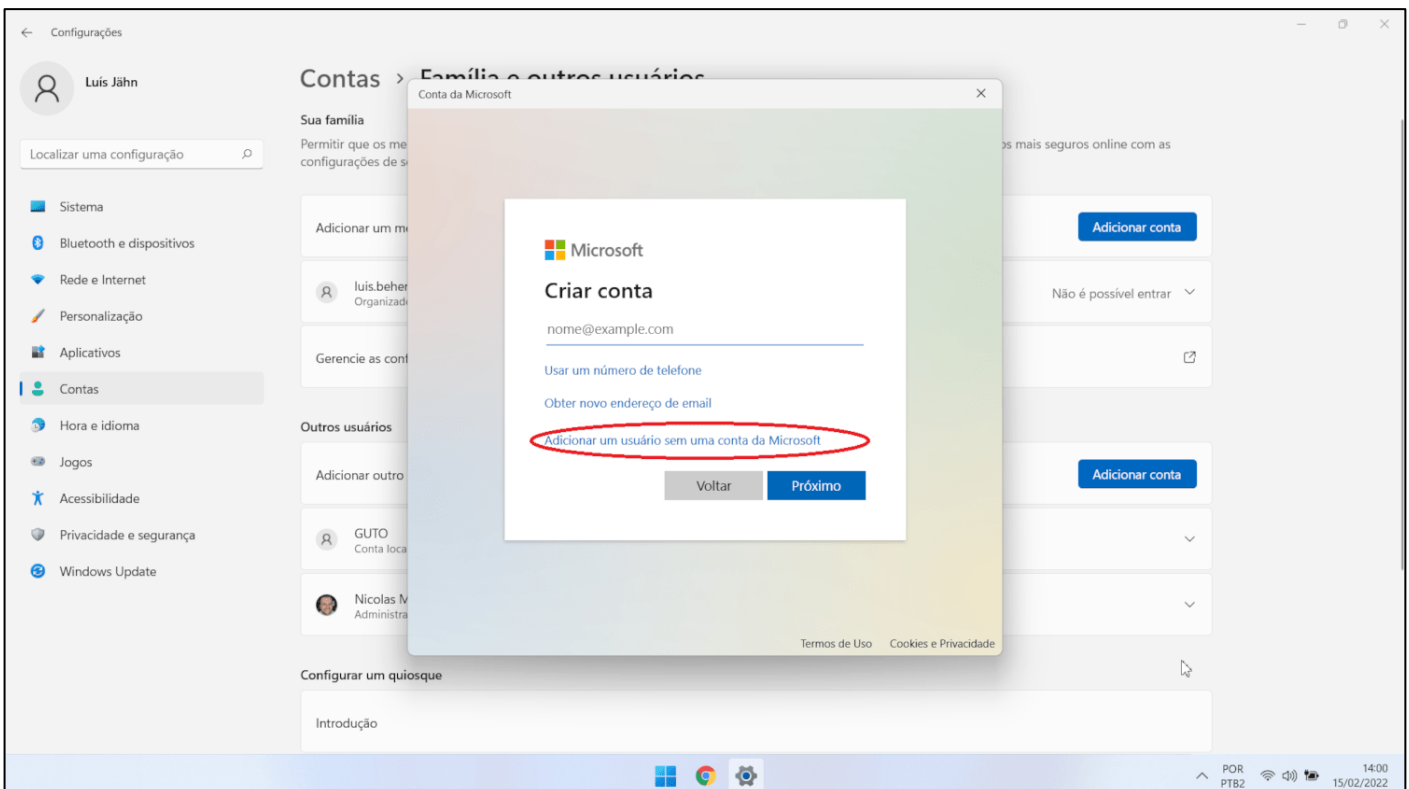 Configurações
Luís Jähn
Localizar uma configuração
Sistema
Bluetooth e dispositivos
Rede e Internet
Personalização
Aplicativos
Contas
Hora e idioma
Jogos
Acessibilidade
Privacidade e segurança
Windows Update
Contas > Família e outros usuários
Sua família
Permitir que os me
os mais seguros online com as
configurações de s
Adicionar um m
Adicionar conta
luis.beher
Organizad
Não é possível entrar
Gerencie as conf
Outros usuários
Adicionar outro
Adicionar conta
GUTO
Conta loca
Nicolas M
Administra
Configurar um quiosque
Introdução
Conta da Microsoft
Microsoft
Criar conta
nome@example.com
Usar um número de telefone
Obter novo endereço de email
Adicionar um usuário sem uma conta da Microsoft
Voltar
Próximo
Termos de Uso
Cookies e Privacidade
POR
PTB2
14:00
15/02/2022